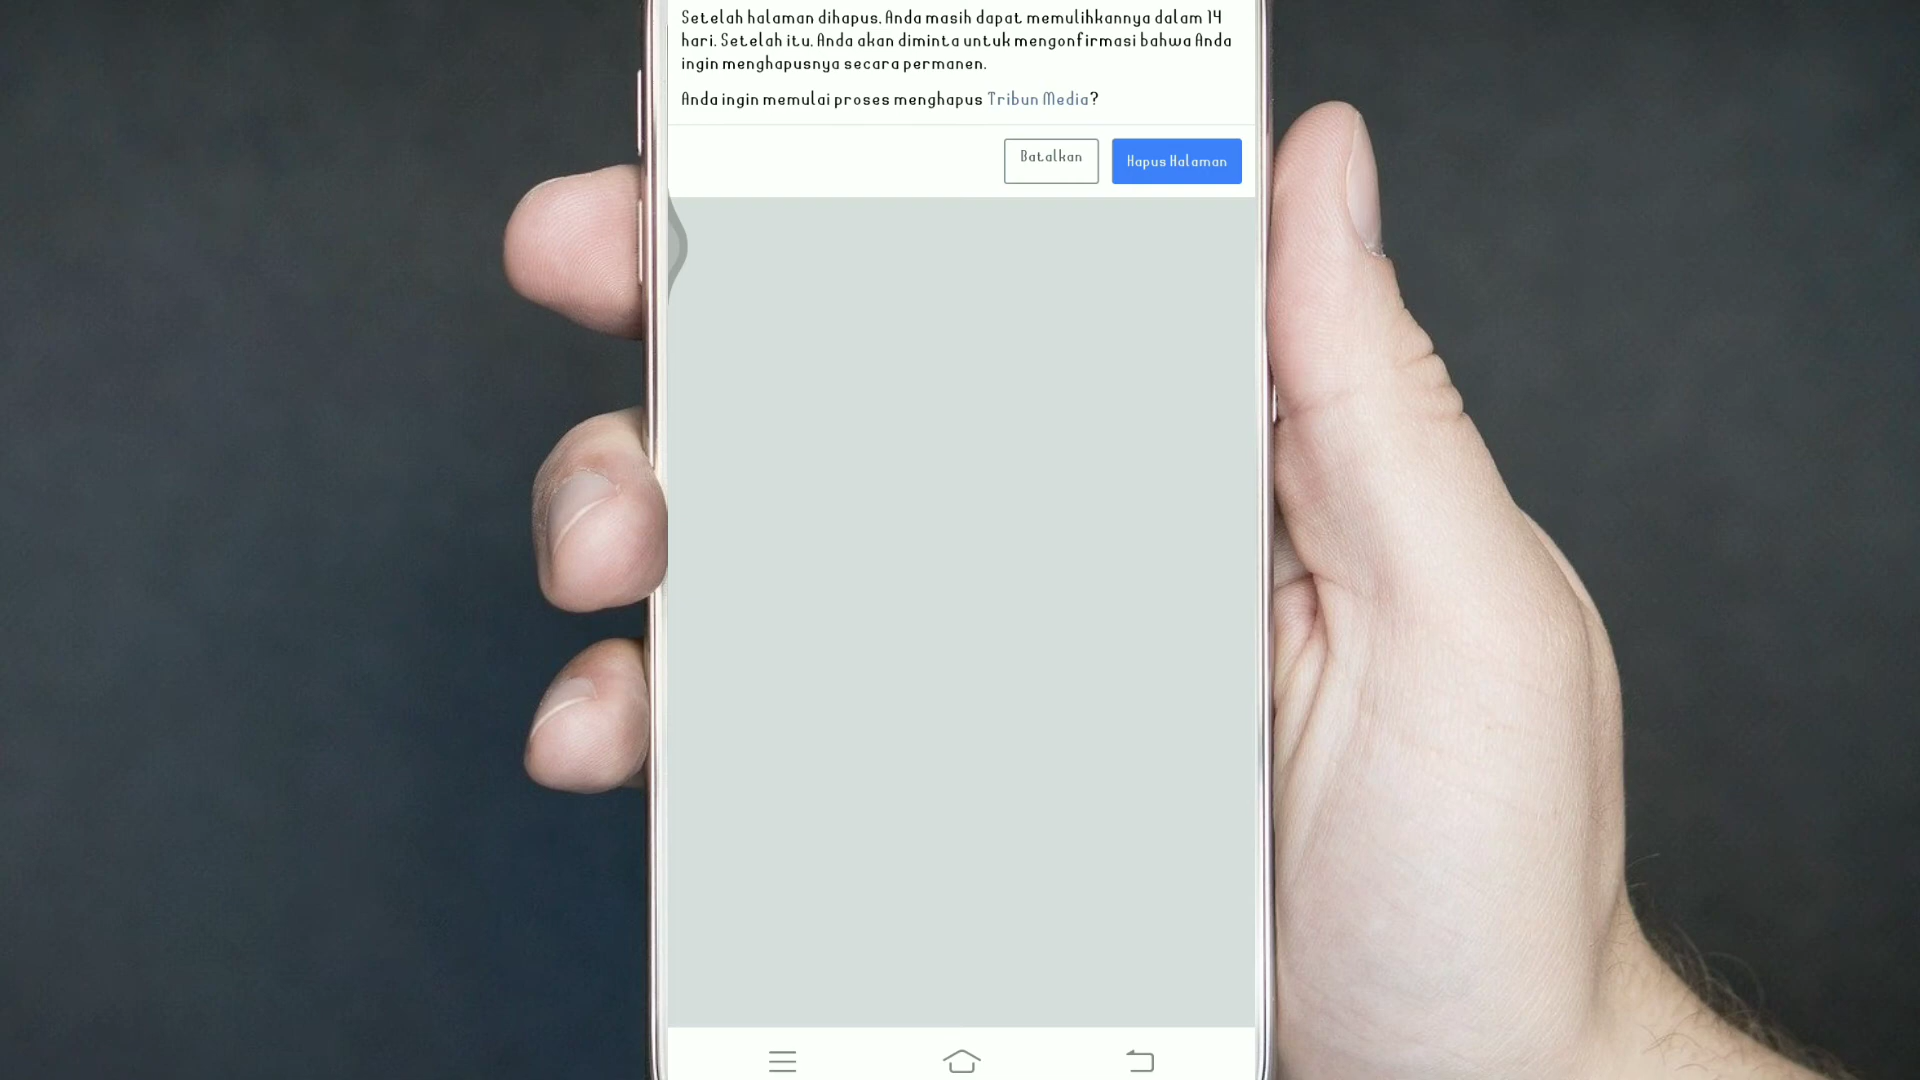 Setelah halaman dihapus, Anda masih dapat memulihkannya dalam 14
hari. Setelah itu, Anda akan diminta untuk mengonfirmasi bahwa Anda
ingin menghapusnya secara permanen.
Anda ingin memulai proses menghapus Tribun Media?
Batalkan
Hapus Halaman